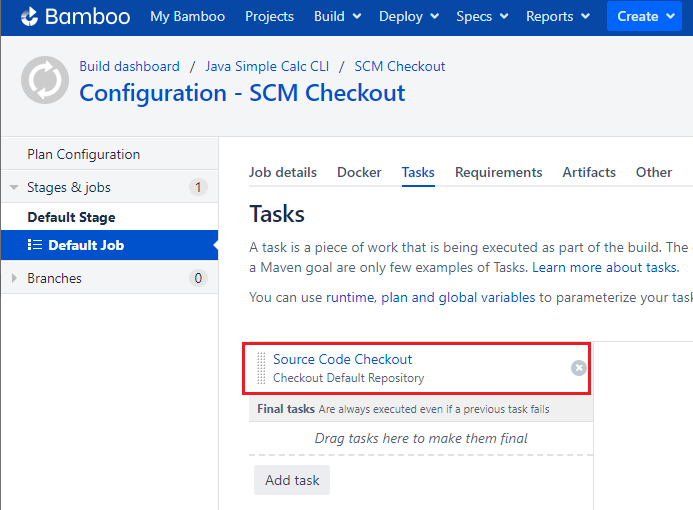 Bamboo My Bamboo Projects Build Deploy Specs Reports Create
Build dashboard / Java Simple Calc CLI / SCM Checkout
Configuration - SCM Checkout
Plan Configuration
Stages & jobs 1
Default Stage
Default Job
Branches 0
Job details Docker Tasks Requirements Artifacts Other
Tasks
A task is a piece of work that is being executed as part of the build. The
a Maven goal are only few examples of Tasks. Learn more about tasks.
You can use runtime, plan and global variables to parameterize your task
Source Code Checkout
Checkout Default Repository
Final tasks Are always executed even if a previous task fails
Drag tasks here to make them final
Add task